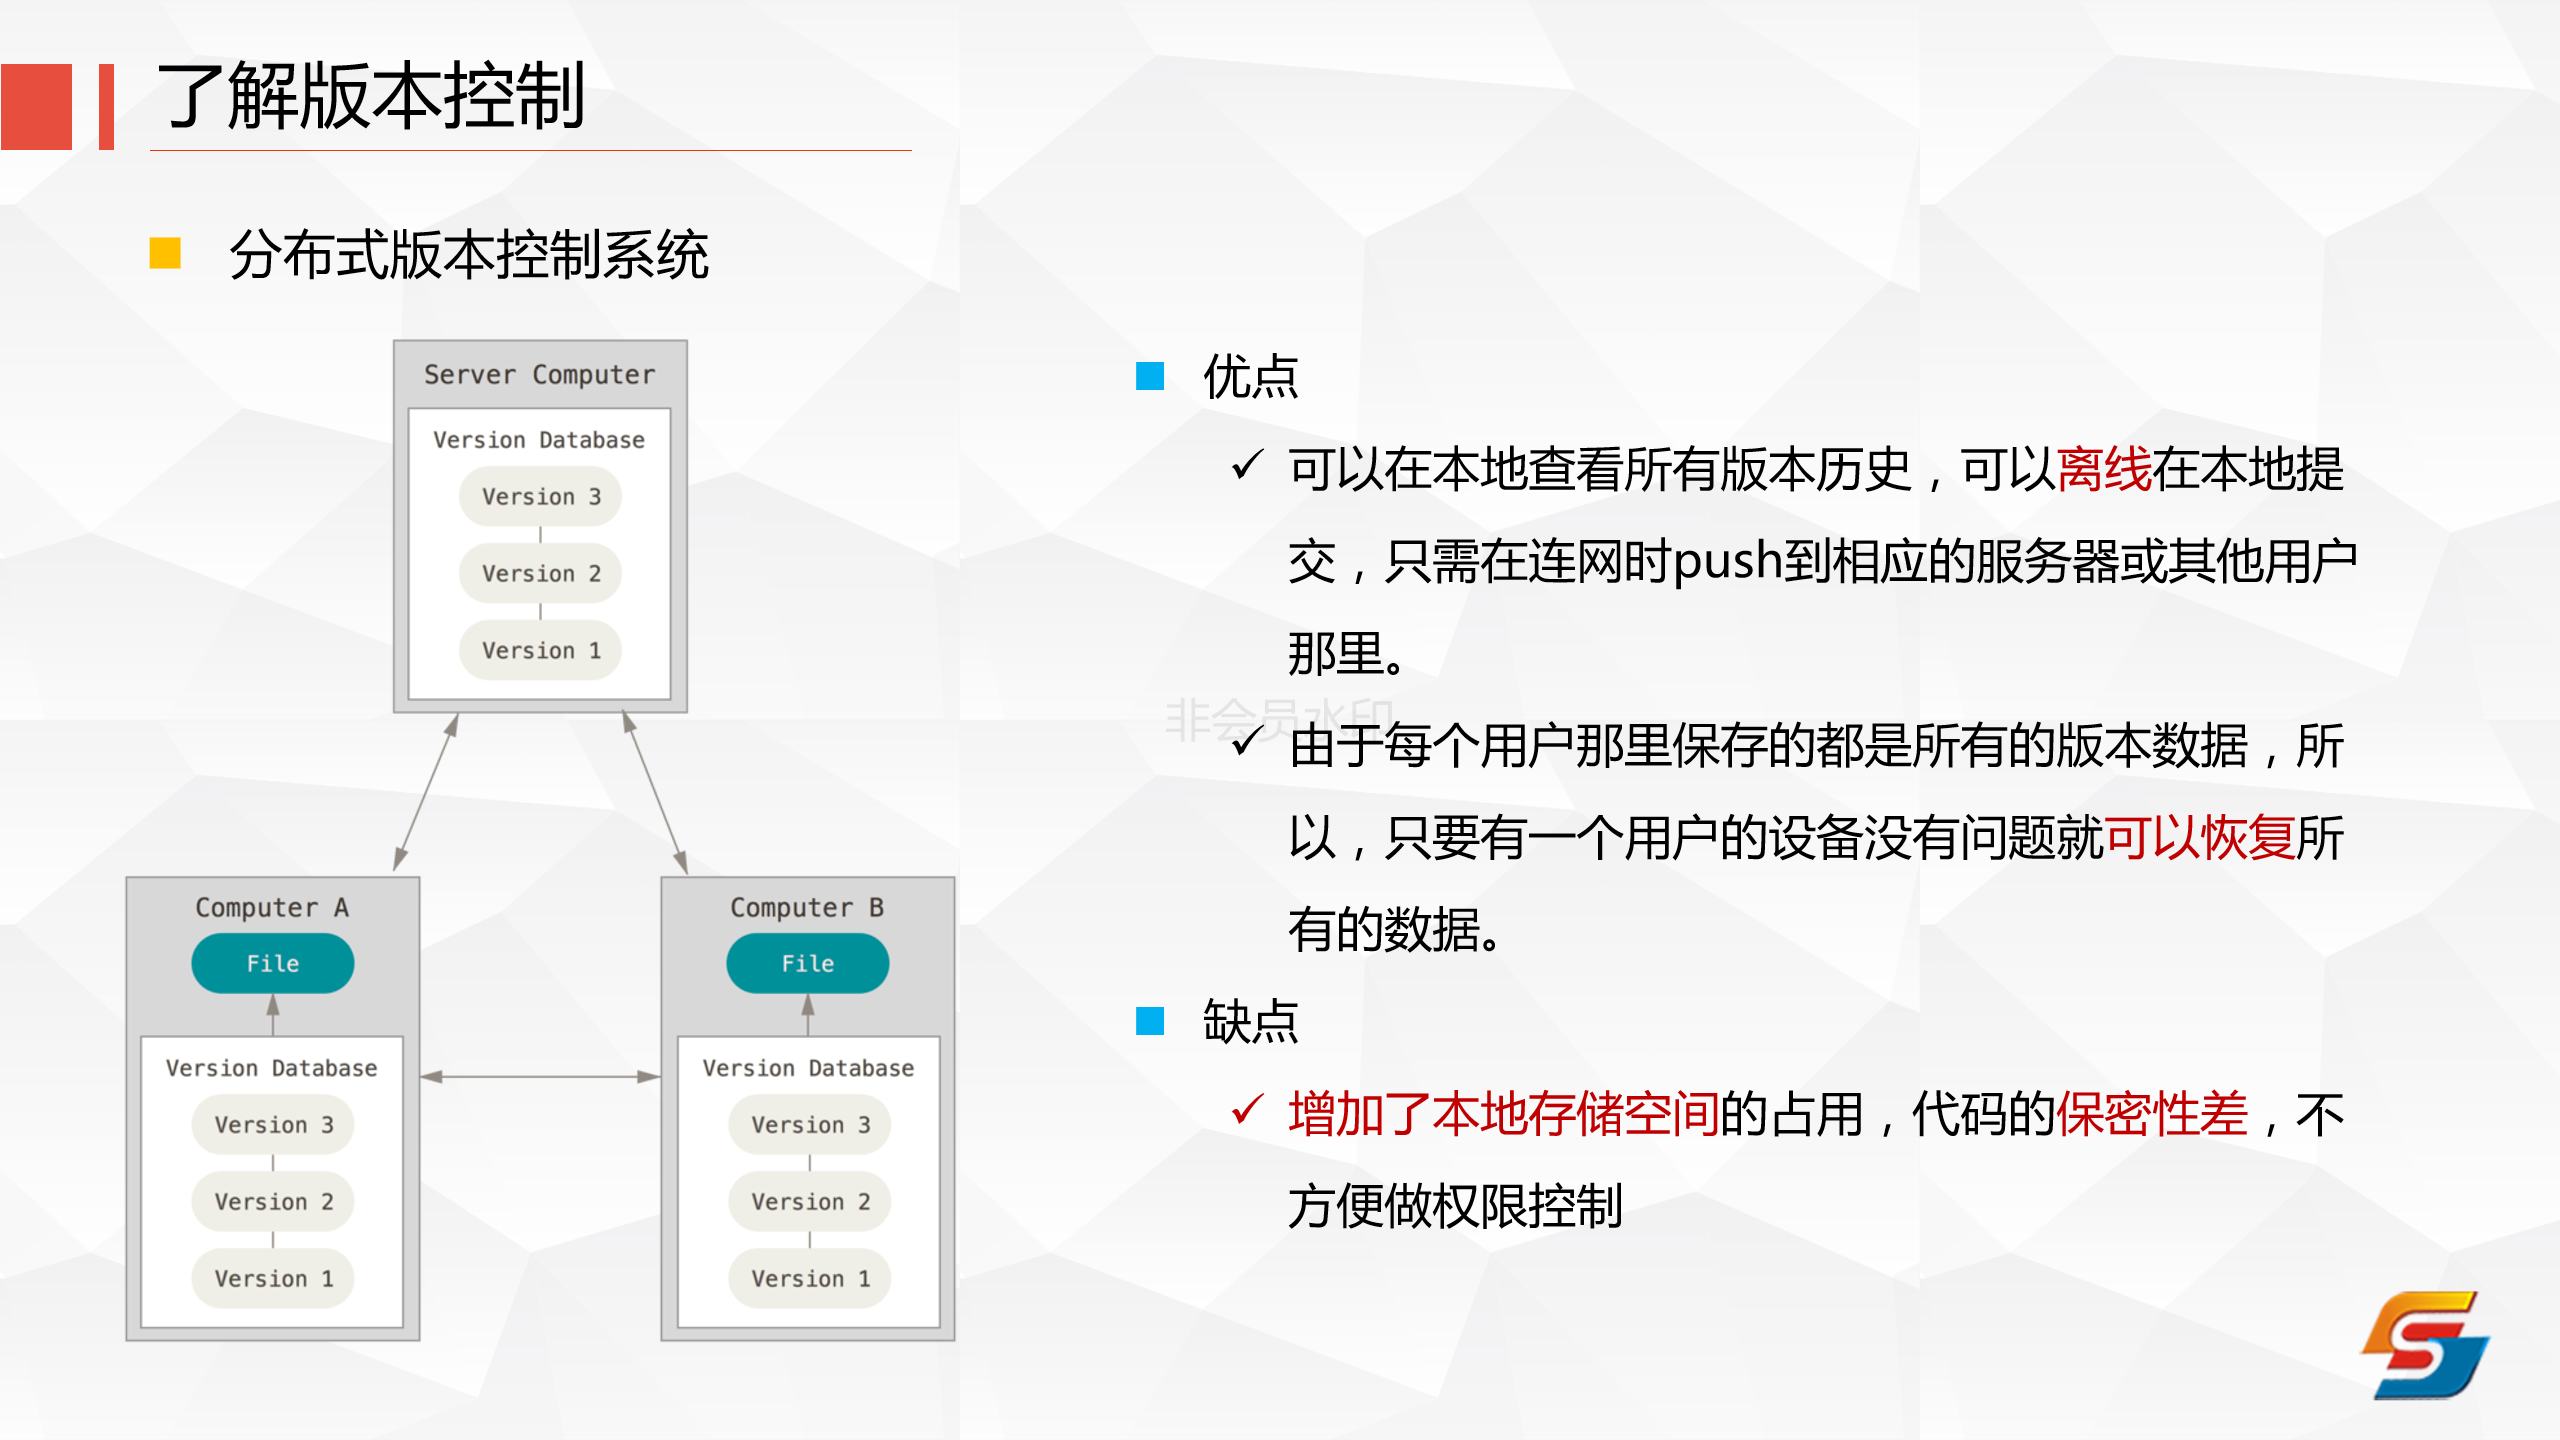 了解版本控制
分布式版本控制系统
Server Computer
Version Database
Version 3
Version 2
Version 1
Computer A
File
Version Database
Version 3
Version 2
Version 1
Computer B
File
Version Database
Version 3
Version 2
Version 1
优点
可以在本地查看所有版本历史，可以离线在本地提
交，只需在连网时push到相应的服务器或其他用户
那里。
非会员水印
由于每个用户那里保存的都是所有的版本数据，所
以，只要有一个用户的设备没有问题就可以恢复所
有的数据。
缺点
增加了本地存储空间的占用，代码的保密性差，不
方便做权限控制